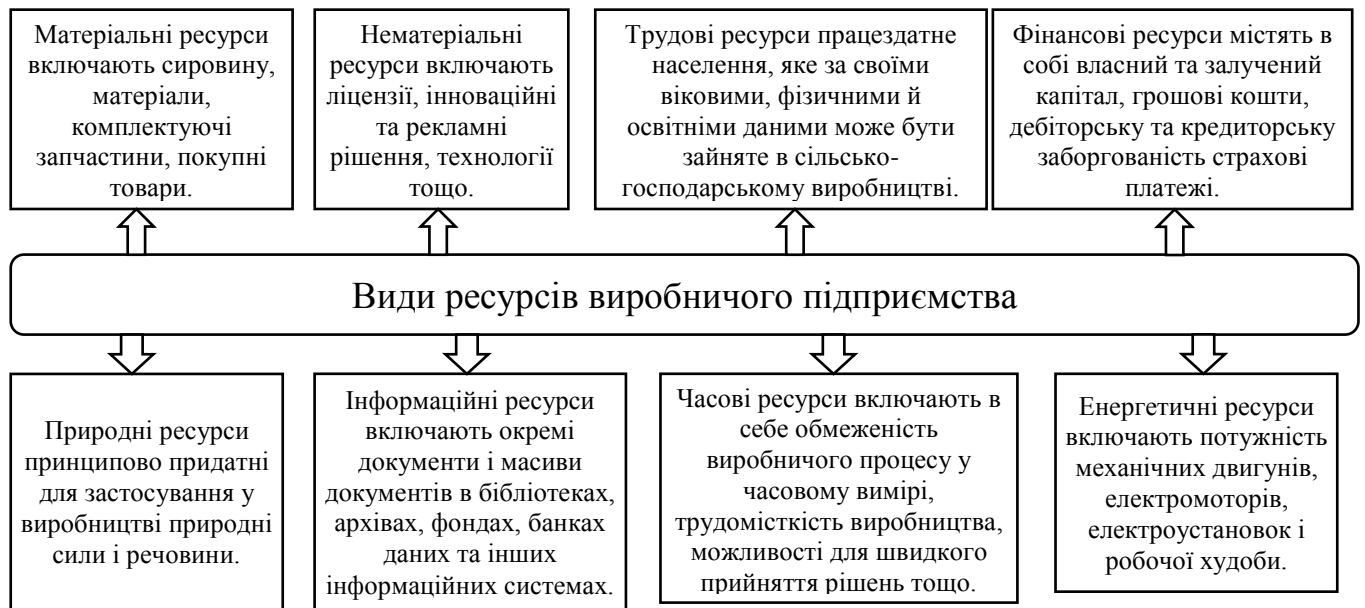 Матеріальні ресурси
включають сировину,
матеріали,
комплектуючі
запчастини, покупні
товари.
Нематеріальні
ресурси включають
ліцензії, інноваційні
та рекламні
рішення, технології
тощо.
Трудові ресурси працездатне
населення, яке за своїми
віковими, фізичними й
освітніми даними може бути
зайняте в сільсько-
господарському виробництві.
Фінансові ресурси містять в
собі власний та залучений
капітал, грошові кошти,
дебіторську та кредиторську
заборгованість страхові
платежі.
Види ресурсів виробничого підприємства
Природні ресурси
принципово придатні
для застосування у
виробництві природні
сили і речовини.
Інформаційні ресурси
включають окремі
документи і масиви
документів в бібліотеках,
архівах, фондах, банках
даних та інших
інформаційних системах.
Часові ресурси включають в
себе обмеженість
виробничого процесу у
часовому вимірі,
трудомісткість виробництва,
можливості для швидкого
прийняття рішень тощо.
Енергетичні ресурси
включають потужність
механічних двигунів,
електромоторів,
електроустановок і
робочої худоби.